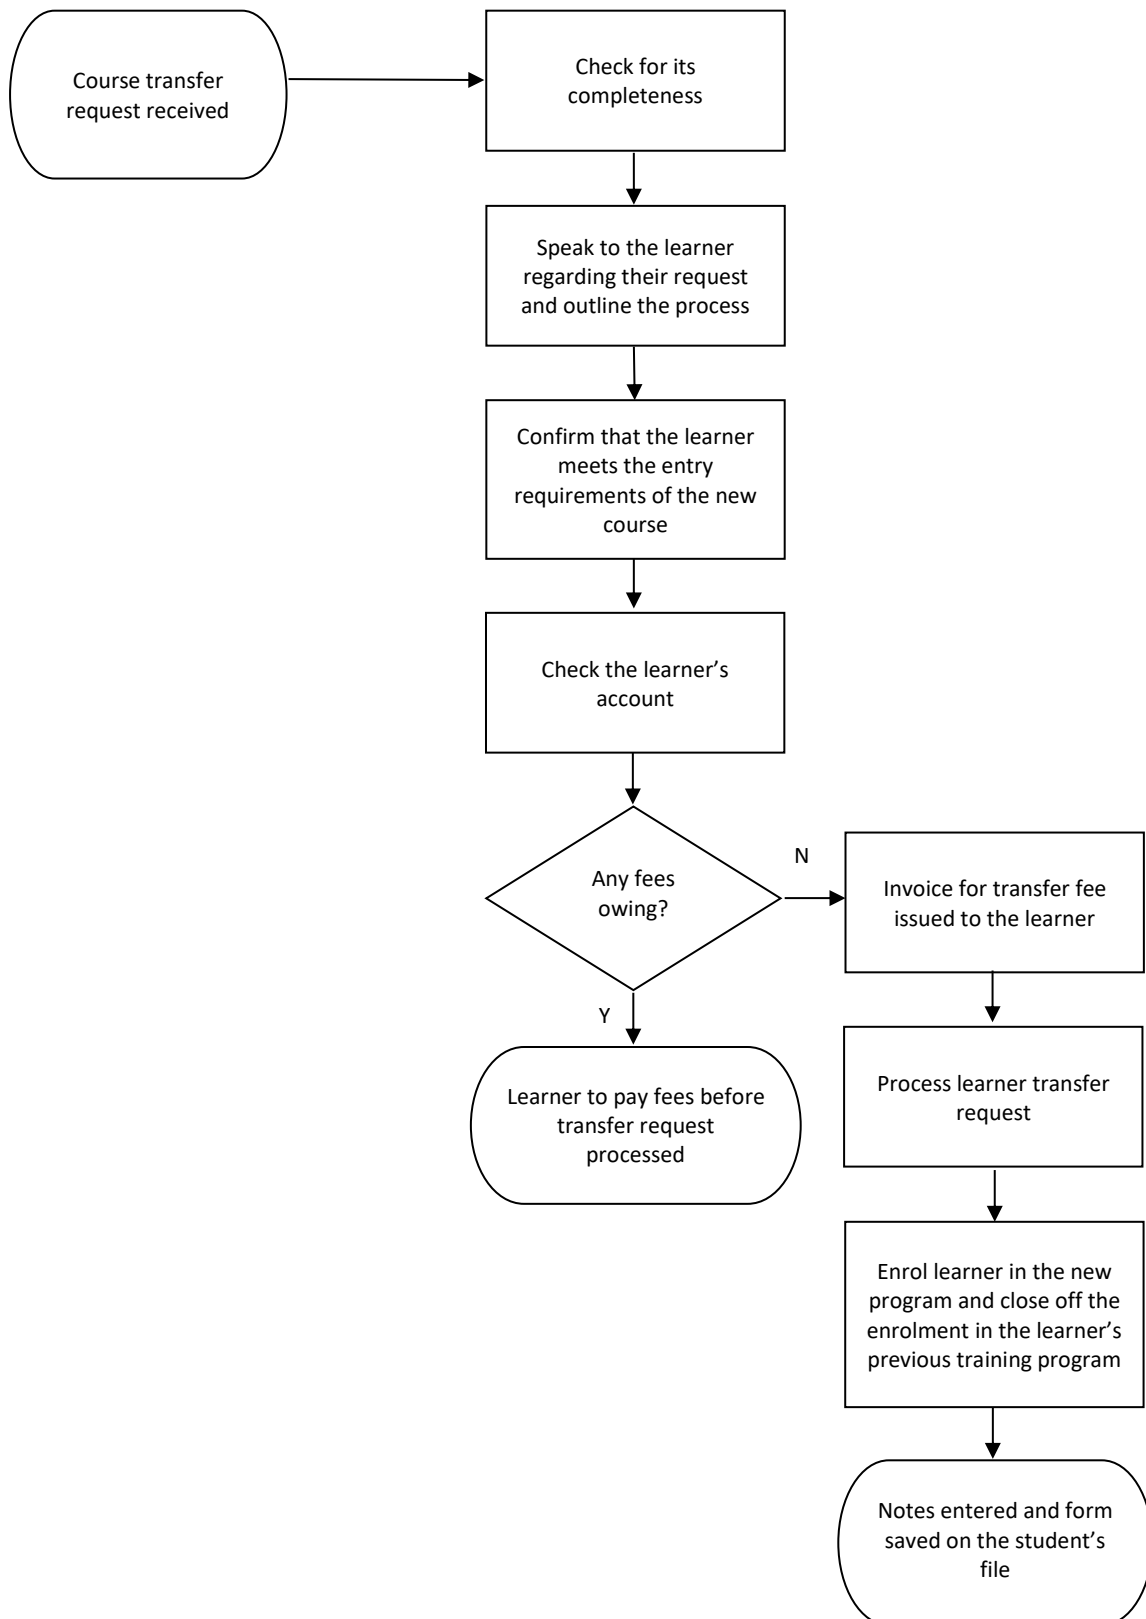 Course transfer
request received
Check for its
completeness
Speak to the learner
regarding their request
and outline the process
Confirm that the learner
meets the entry
requirements of the new
course
Check the learner’s
account
Any fees
owing?
N
Invoice for transfer fee
issued to the learner
Y
Learner to pay fees before
transfer request
processed
Process learner transfer
request
Enrol learner in the new
program and close off the
enrolment in the learner’s
previous training program
Notes entered and form
saved on the student’s
file